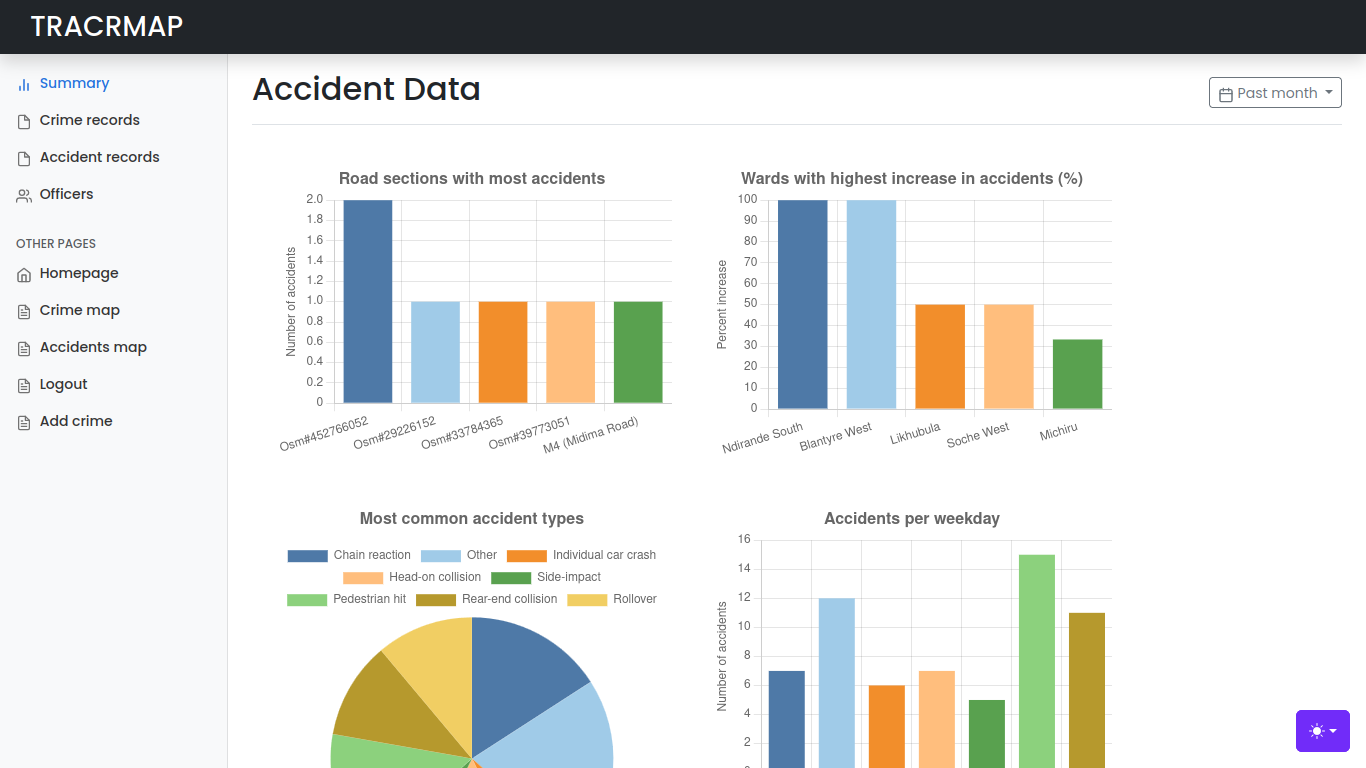 TRACRMAP
Summary
Crime records
Accident records
Officers
OTHER PAGES
Homepage
Crime map
Accidents map
Logout
Add crime
Accident Data
Past month
Road sections with most accidents
Number of accidents
2.0
1.8
1.6
1.4
1.2
1.0
0.8
0.6
0.4
0.2
0
Osm#452766052
Osm#29226152
Osm#33784365
Osm#39773051
M4 (Midima Road)
Wards with highest increase in accidents (%)
Percent increase
100
90
80
70
60
50
40
30
20
10
0
Ndirande South
Blantyre West
Likhubula
Soche West
Michiru
Most common accident types
Chain reaction Other Individual car crash
Head-on collision Side-impact
Pedestrian hit Rear-end collision Rollover
Accidents per weekday
Number of accidents
16
14
12
10
8
6
4
2